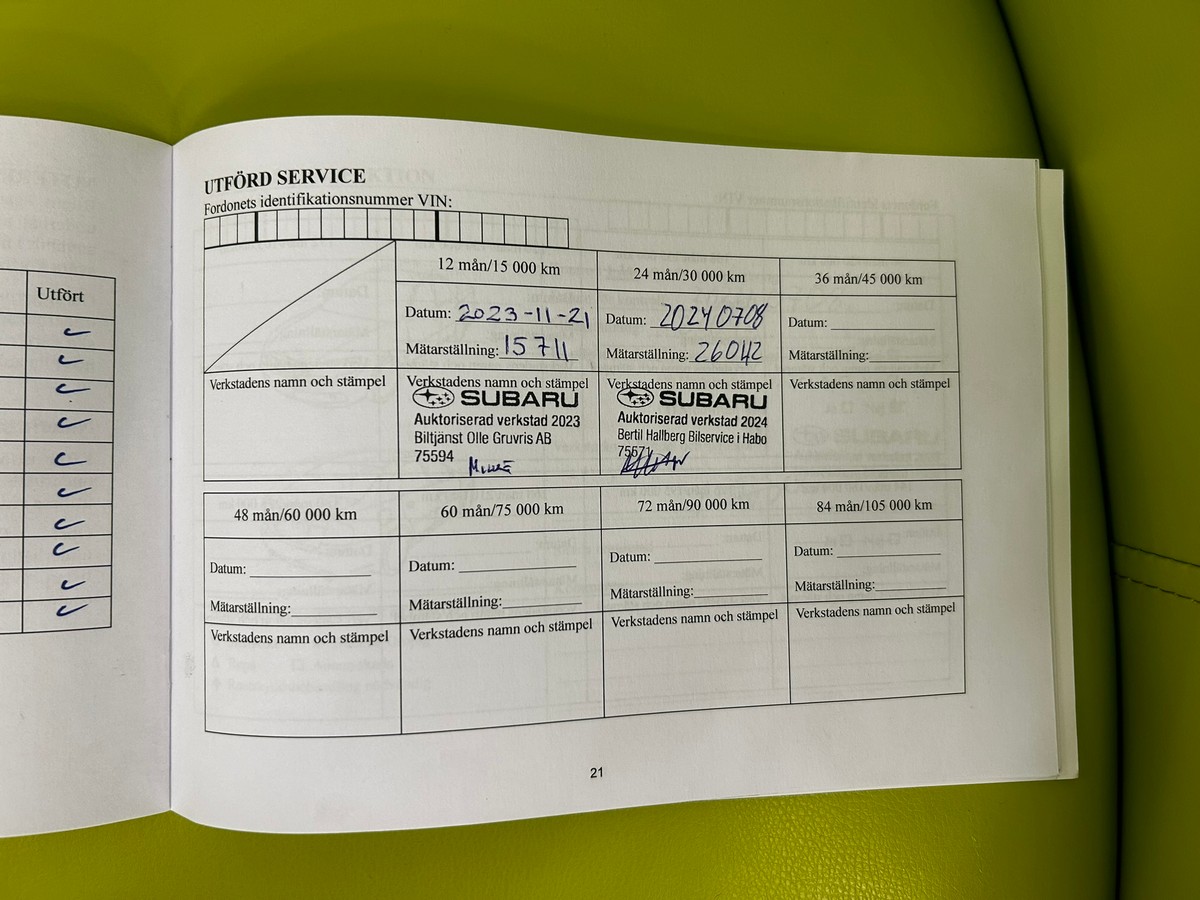 Utfört
UTFÖRD SERVICE
Fordonets identifikationsnummer VIN:
12 mån/15 000 km
24 mån/30 000 km
36 mån/45 000 km
Datum: 2023-11-21
Mätarställning: 15711
Datum: 20240708
Mätarställning: 26042
Datum:
Mätarställning:
Verkstadens namn och stämpel
Verkstadens namn och stämpel
SUBARU
Auktoriserad verkstad 2023
Biltjänst Olle Gruvris AB
75594
Verkstadens namn och stämpel
SUBARU
Auktoriserad verkstad 2024
Bertil Hallberg Bilservice i Habo
75571
Verkstadens namn och stämpel
48 mån/60 000 km
60 mån/75 000 km
72 mån/90 000 km
84 mån/105 000 km
Datum:
Mätarställning:
Datum:
Mätarställning:
Datum:
Mätarställning:
Datum:
Mätarställning:
Verkstadens namn och stämpel
Verkstadens namn och stämpel
Verkstadens namn och stämpel
Verkstadens namn och stämpel
21